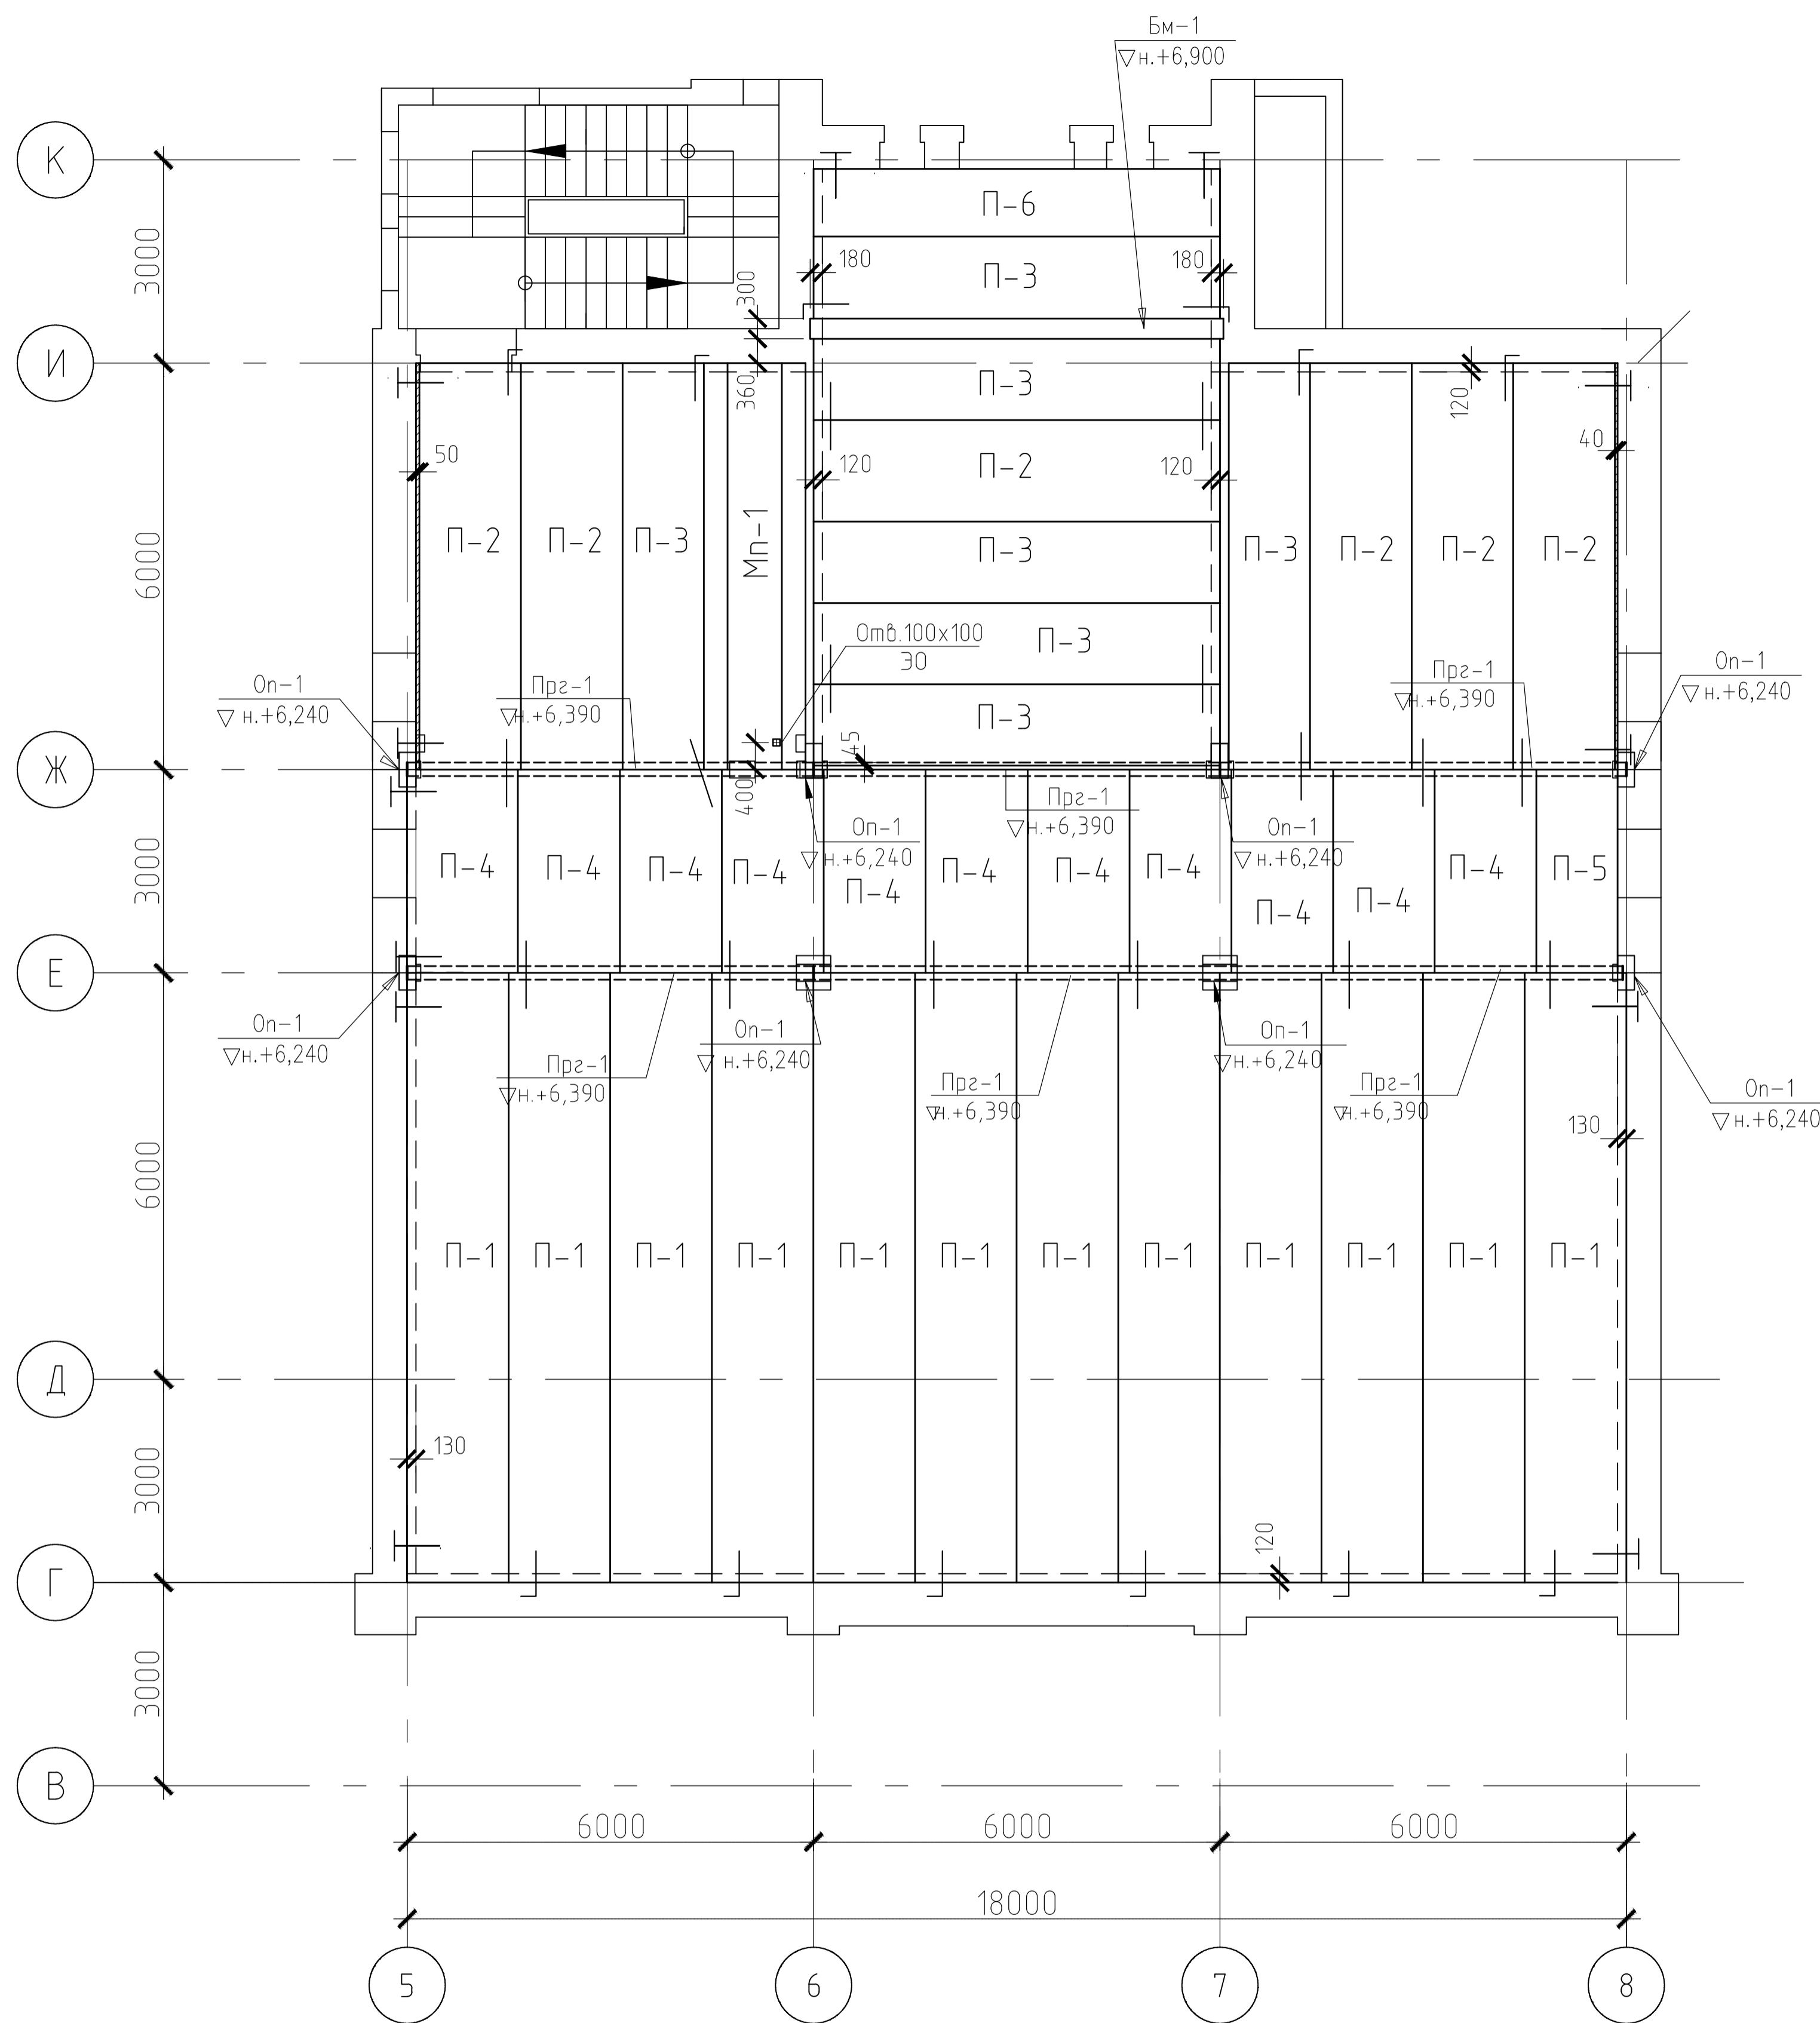 Бм-1
н.+6,900
К
П-6
180
180
П-3
3000
300
И
П-3
360
120
50
40
120
120
П-2
6000
П-2
П-2
П-3
Мп-1
П-3
П-3
П-2
П-2
П-2
Отв.100х100
ЭО
П-3
Оп-1
н.+6,240
Прг-1
н.+6,390
Прг-1
н.+6,390
Оп-1
н.+6,240
П-3
45
Ж
400
Прг-1
н.+6,390
Оп-1
н.+6,240
Оп-1
н.+6,240
3000
П-4
П-4
П-4
П-4
П-4
П-4
П-4
П-4
П-4
П-4
П-4
П-5
Е
Оп-1
н.+6,240
Оп-1
н.+6,240
Оп-1
н.+6,240
Прг-1
н.+6,390
Прг-1
н.+6,390
Прг-1
н.+6,390
Оп-1
н.+6,240
130
6000
П-1
П-1
П-1
П-1
П-1
П-1
П-1
П-1
П-1
П-1
П-1
П-1
Д
130
3000
120
Г
3000
В
6000
6000
6000
18000
5
6
7
8